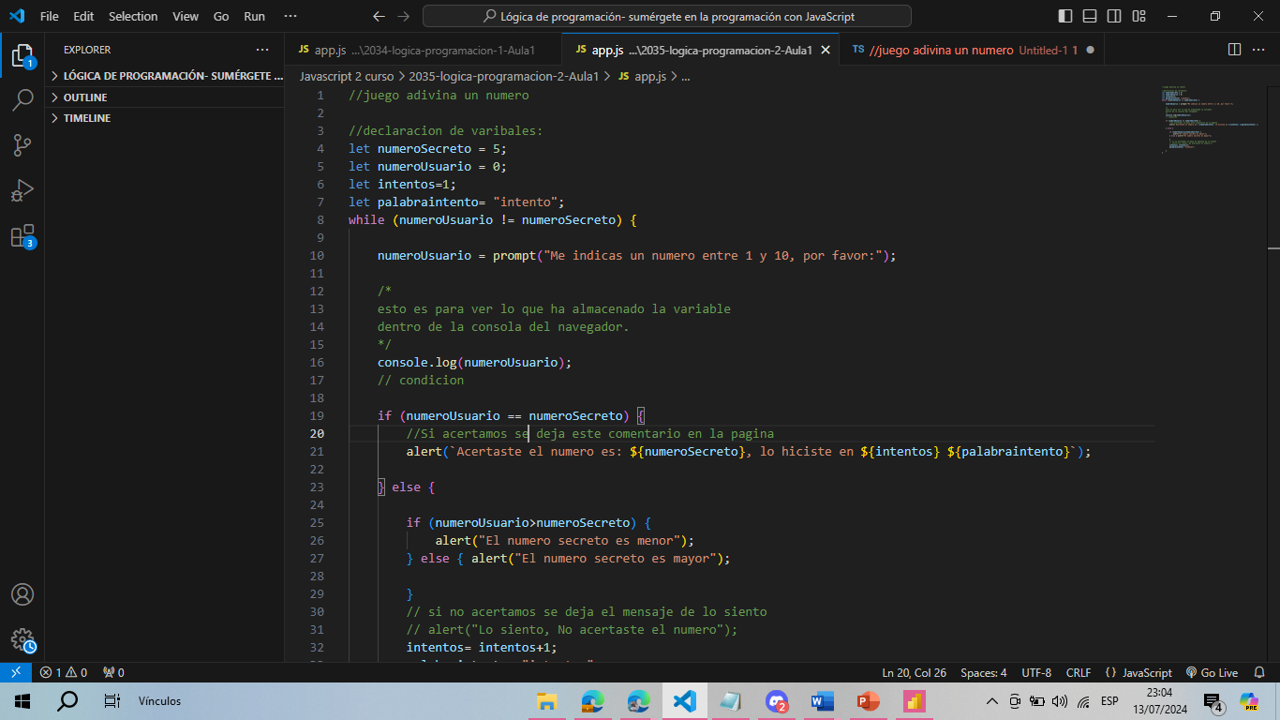 File Edit Selection View Go Run ...
Lógica de programación- sumérgete en la programación con JavaScript
EXPLORER ...
LÓGICA DE PROGRAMACIÓN- SUMÉRGETE ...
OUTLINE
TIMELINE
JS app.js ...\2034-logica-programacion-1-Aula1
JS app.js ...\2035-logica-programacion-2-Aula1
TS //juego adivina un numero Untitled-1 1
Javascript 2 curso > 2035-logica-programacion-2-Aula1 > JS app.js > ...
1 //juego adivina un numero
2
3 //declaracion de varibales:
4 let numeroSecreto = 5;
5 let numeroUsuario = 0;
6 let intentos=1;
7 let palabraintento= "intento";
8 while (numeroUsuario != numeroSecreto) {
9
10 numeroUsuario = prompt("Me indicas un numero entre 1 y 10, por favor:");
11
12 /*
13 esto es para ver lo que ha almacenado la variable
14 dentro de la consola del navegador.
15 */
16 console.log(numeroUsuario);
17 // condicion
18
19 if (numeroUsuario == numeroSecreto) {
20 //Si acertamos se deja este comentario en la pagina
21 alert(`Acertaste el numero es: ${numeroSecreto}, lo hiciste en ${intentos} ${palabraintento}`);
22
23 } else {
24
25 if (numeroUsuario>numeroSecreto) {
26 alert("El numero secreto es menor");
27 } else { alert("El numero secreto es mayor");
28
29 }
30 // si no acertamos se deja el mensaje de lo siento
31 // alert("Lo siento, No acertaste el numero");
32 intentos= intentos+1;
1
3
1 0 0
Ln 20, Col 26 Spaces: 4 UTF-8 CRLF {} JavaScript Go Live
Vínculos
2
ESP
23:04
13/07/2024
4
PRE